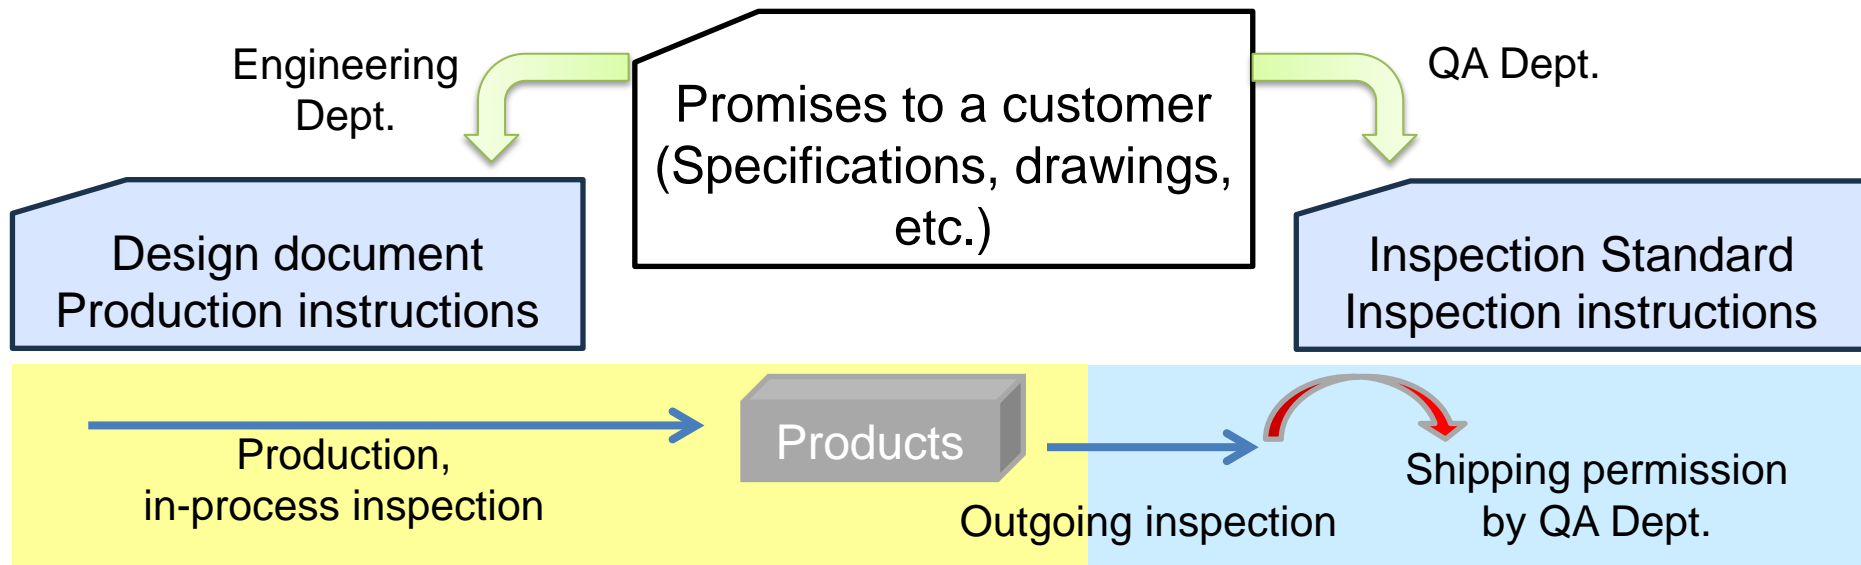 Engineering
Dept.
Promises to a customer
(Specifications, drawings,
etc.)
QA Dept.
Design document
Production instructions
Inspection Standard
Inspection instructions
Production,
in-process inspection
Products
Outgoing inspection
Shipping permission
by QA Dept.